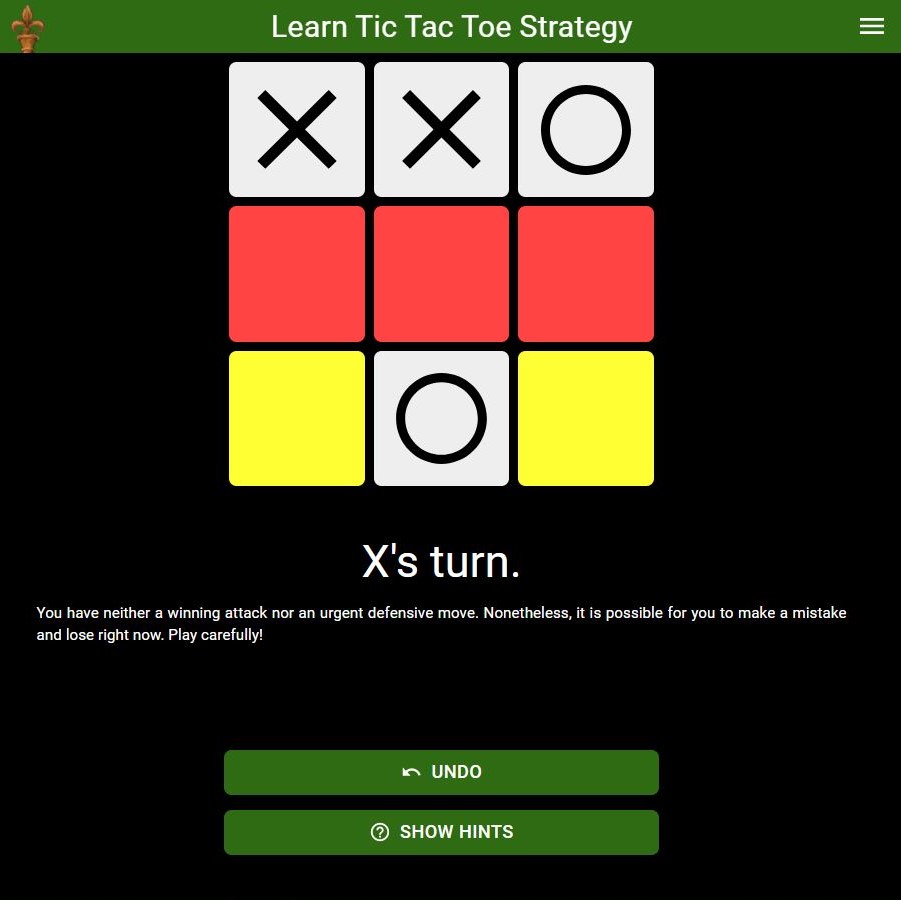 Learn Tic Tac Toe Strategy
X's turn.
You have neither a winning attack nor an urgent defensive move. Nonetheless, it is possible for you to make a mistake
and lose right now. Play carefully!
UNDO
SHOW HINTS